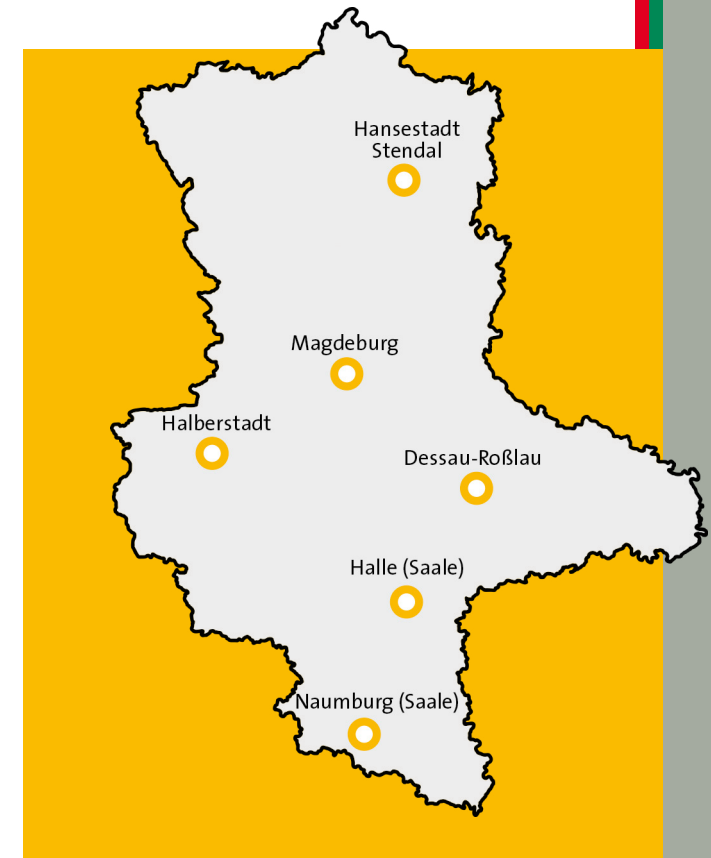 Hansestadt
Stendal
Magdeburg
Halberstadt
Dessau-Roßlau
Halle (Saale)
Naumburg (Saale)